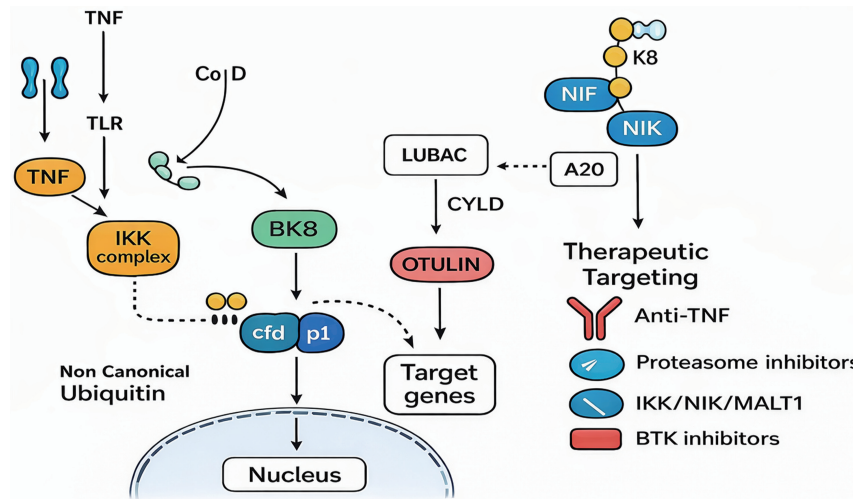 TNF
TLR
TNF
IKK
complex
Co D
BK8
cfd p1
Non Canonical
Ubiquitin
Nucleus
LUBAC
A20
CYLD
OTULIN
Target
genes
K8
NIF
NIK
Therapeutic
Targeting
Anti-TNF
Proteasome inhibitors
IKK/NIK/MALT1
BTK inhibitors